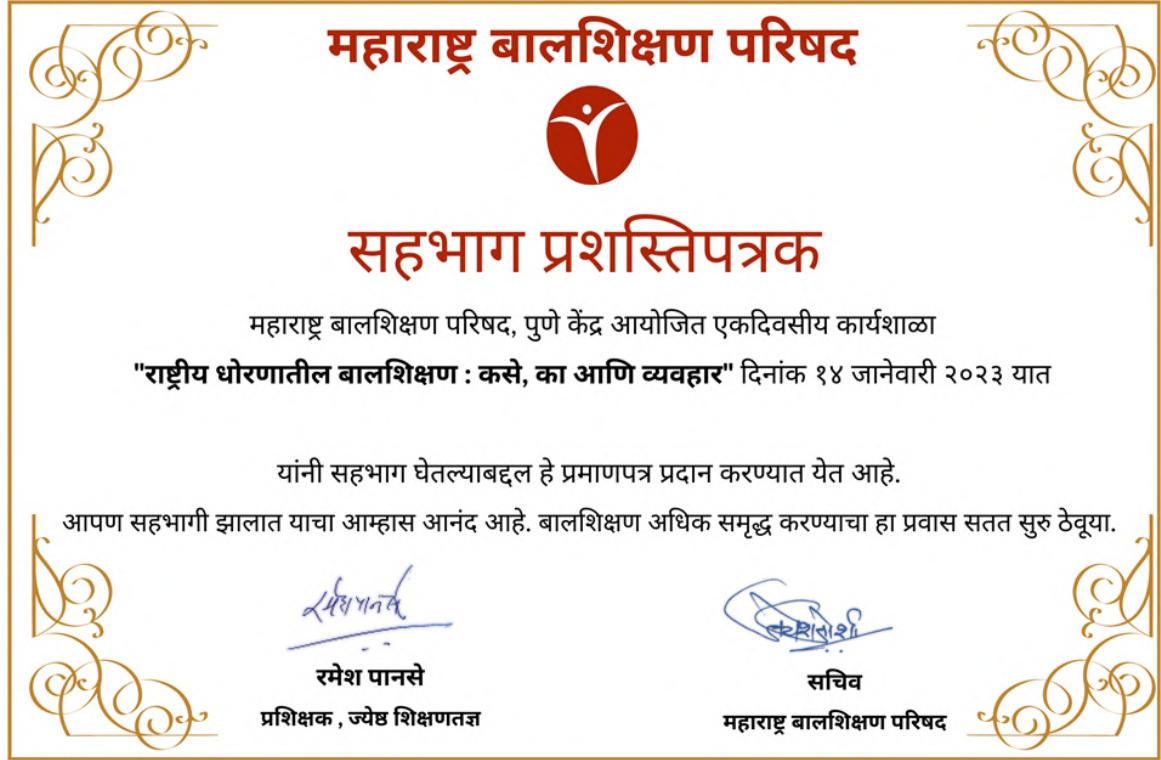 महाराष्ट्र बालशिक्षण परिषद
सहभाग प्रशस्तिपत्रक
महाराष्ट्र बालशिक्षण परिषद, पुणे केंद्र आयोजित एकदिवसीय कार्यशाळा
"राष्ट्रीय धोरणातील बालशिक्षण : कसे, का आणि व्यवहार" दिनांक १४ जानेवारी २०२३ यात
यांनी सहभाग घेतल्याबद्दल हे प्रमाणपत्र प्रदान करण्यात येत आहे.
आपण सहभागी झालात याचा आम्हास आनंद आहे. बालशिक्षण अधिक समृद्ध करण्याचा हा प्रवास सतत सुरु ठेवूया.
रमेश पानसे
रमेश पानसे
प्रशिक्षक , ज्येष्ठ शिक्षणतज्ञ
सचिव
महाराष्ट्र बालशिक्षण परिषद